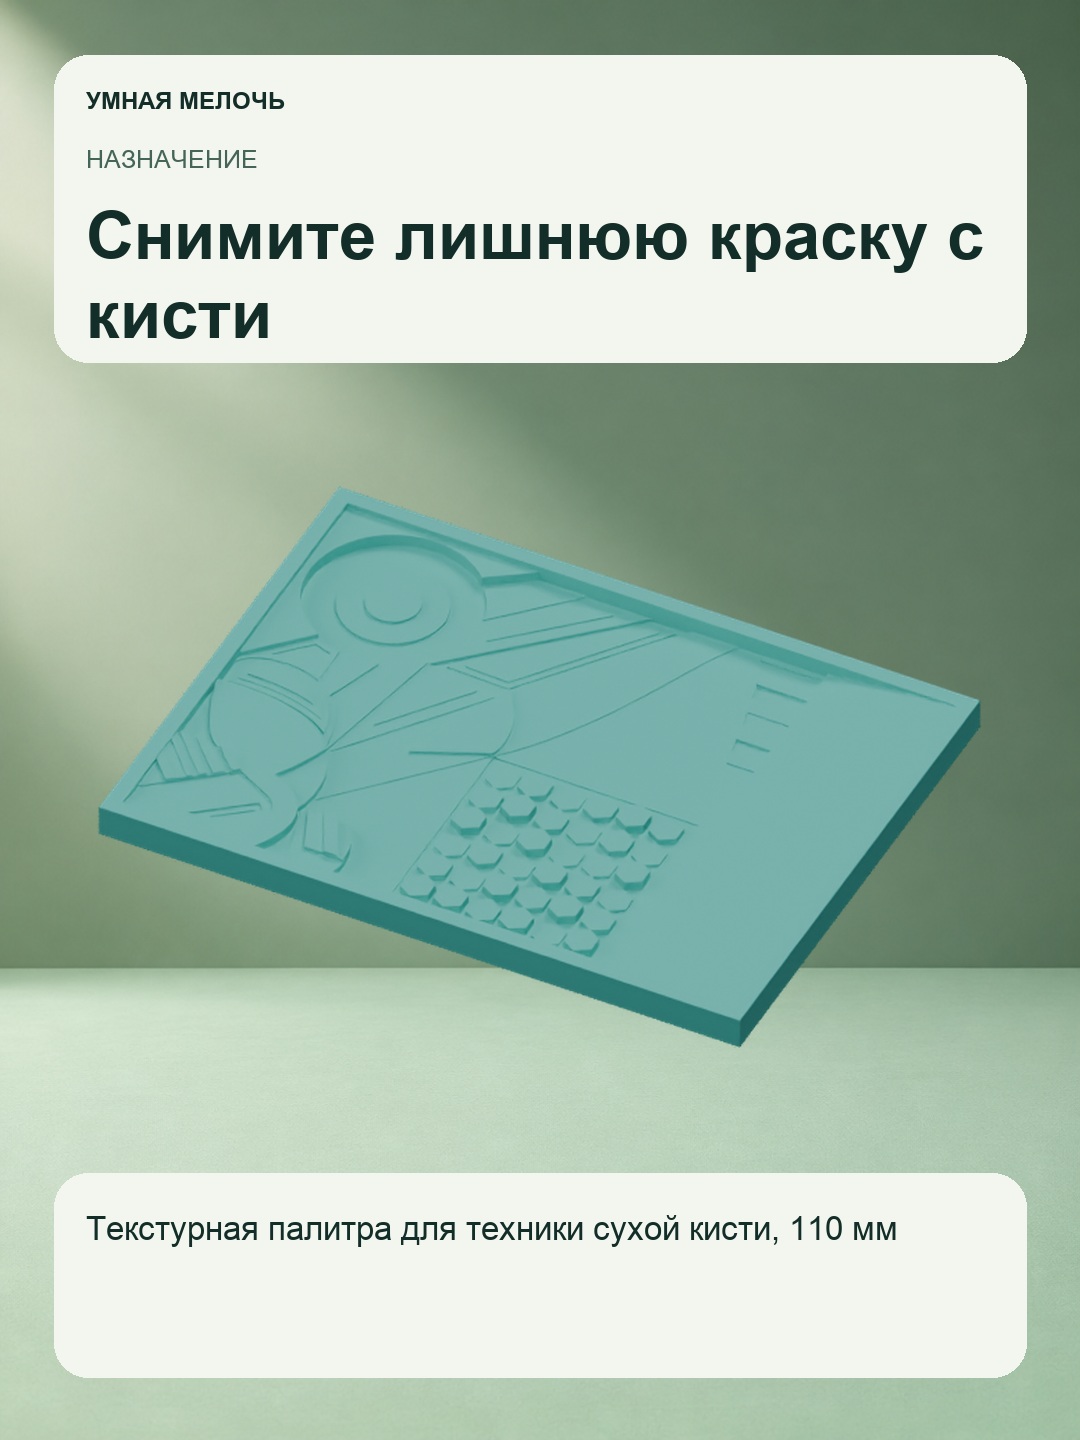 УМНАЯ МЕЛОЧЬ
НАЗНАЧЕНИЕ
Снимите лишнюю краску с
кисти
Текстурная палитра для техники сухой кисти, 110 мм